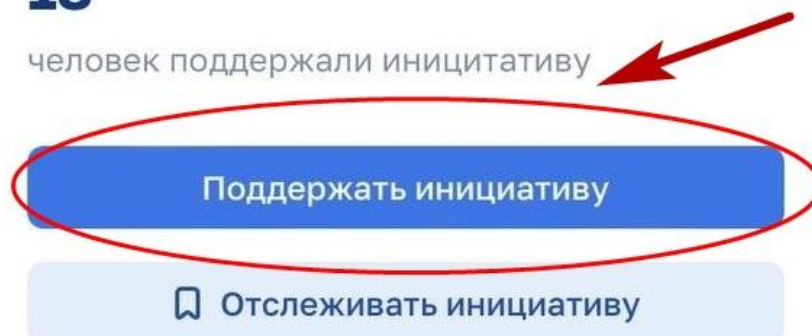 человек поддержали иницитативу
Поддержать инициативу
Отслеживать инициативу